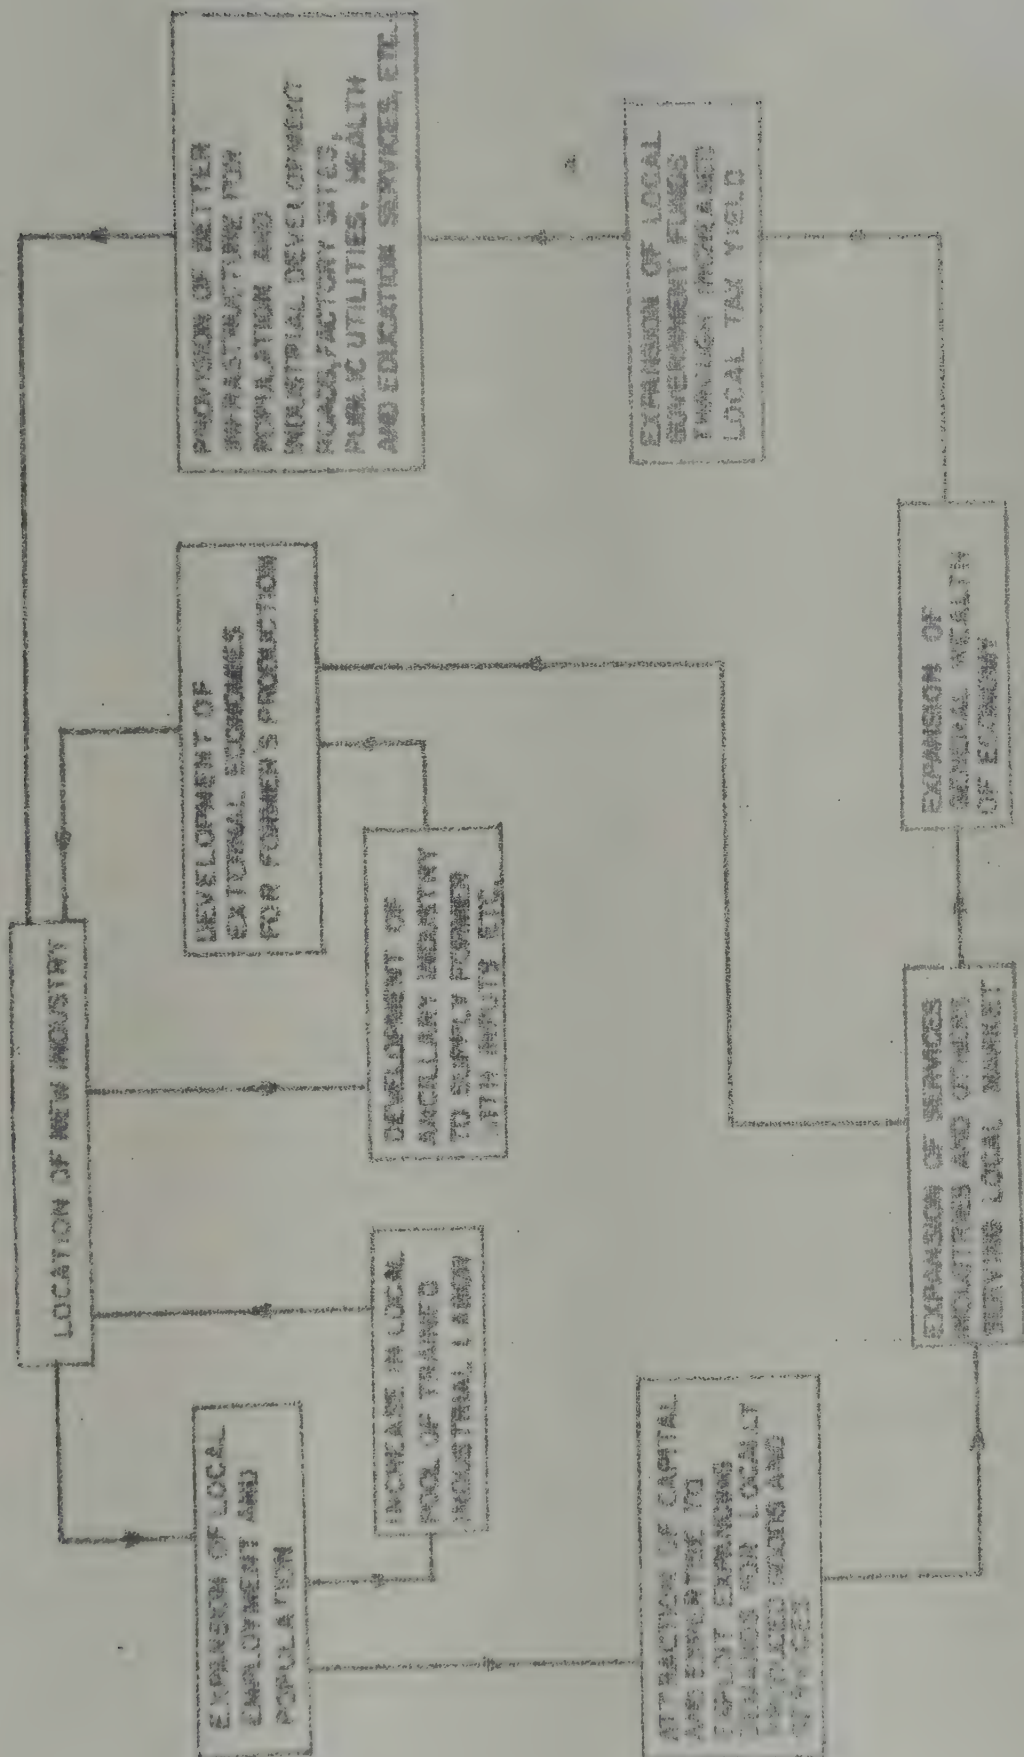 LOCATION OF NEW INDUSTRY
EXPANSION OF LOCAL
EMPLOYMENT AND
POPULATION
INCREASE IN LOCAL
POOL OF TRAINED
INDUSTRIAL LABOUR
DEVELOPMENT OF
ANCILLARY INDUSTRY
TO SUPPLY FORMER
WITH INPUTS ETC.
DEVELOPMENT OF
EXTERNAL ECONOMIES
FOR FORMER'S PRODUCTION
PROVISION OF BETTER
INFRASTRUCTURE FOR
POPULATION AND
INDUSTRIAL DEVELOPMENT
ROADS, FACTORY SITES,
PUBLIC UTILITIES, HEALTH
AND EDUCATION SERVICES, ETC.
ATTRACTION OF CAPITAL
AND EXPERTISE TO
EXPLOIT EXPANDING
DEMANDS FOR LOCALLY
PRODUCED GOODS AND
SERVICES
EXPANSION OF SERVICES
INDUSTRIES AND OTHERS
SERVING LOCAL MARKET
EXPANSION OF
GENERAL WEALTH
OF ECONOMY
EXPANSION OF LOCAL
GOVERNMENT FUNDS
THROUGH INCREASED
LOCAL TAX YIELD